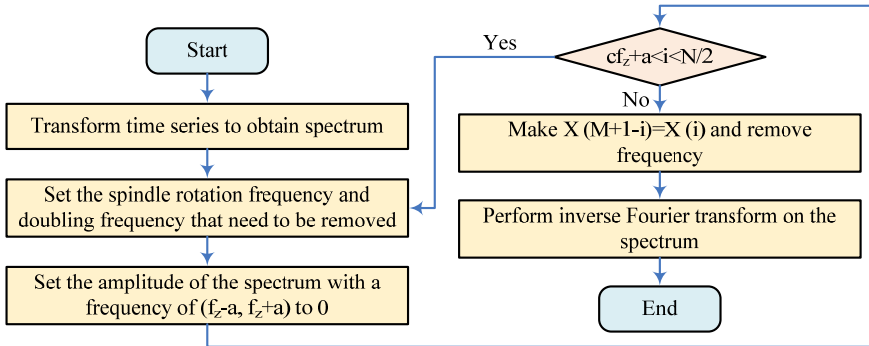 Start
Transform time series to obtain spectrum
Set the spindle rotation frequency and
doubling frequency that need to be removed
Set the amplitude of the spectrum with a
frequency of (fz-a, fz+a) to 0
Yes
cfz+a<i<N/2
No
Make X (M+1-i)=X (i) and remove
frequency
Perform inverse Fourier transform on the
spectrum
End